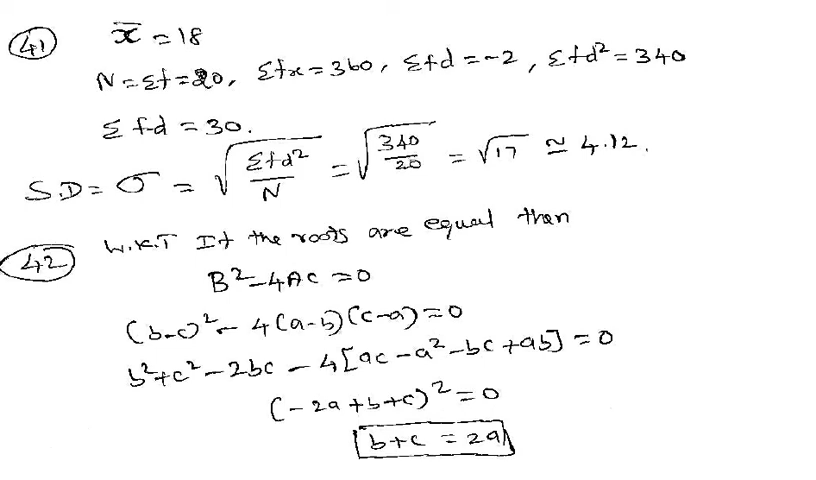 41 x̄ = 18
N = Σf = 20, Σfx = 360, Σfd = -2, Σfd² = 340
Σ f-d = 30.
S.D = σ = √(Σfd²/N) = √(340/20) = √17 ≃ 4.12.
42 W.K.T If the roots are equal then
B²-4AC = 0
(b-c)² - 4(a-b)(c-a) = 0
b²+c²-2bc - 4[ac-a²-bc+ab] = 0
(-2a+b+c)² = 0
b+c = 2a